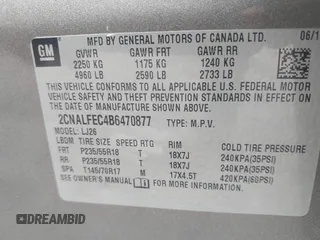 GM
MFD BY GENERAL MOTORS OF CANADA LTD. 06/1
GVWR GAWR FRT GAWR RR
2250 KG 1175 KG 1240 KG
4960 LB 2590 LB 2733 LB
THIS VEHICLE CONFORMS TO ALL APPLICABLE U.S. FEDERAL MOTOR
VEHICLE SAFETY AND THEFT PREVENTION STANDARDS IN EFFECT
ON THE DATE OF MANUFACTURE SHOWN ABOVE.
2CNALFEC4B6470877 TYPE: M.P.V.
MODEL: LJ26
LBDM TIRE SIZE SPEED RTG RIM COLD TIRE PRESSURE
FRT P235/55R18 T 18X7J 240KPA(35PSI)
RR P235/55R18 T 18X7J 240KPA(35PSI)
SPA T145/70R17 M 17X4.5T 420KPA(60PSI)
SEE OWNER'S MANUAL FOR ADDITIONAL INFORMATION